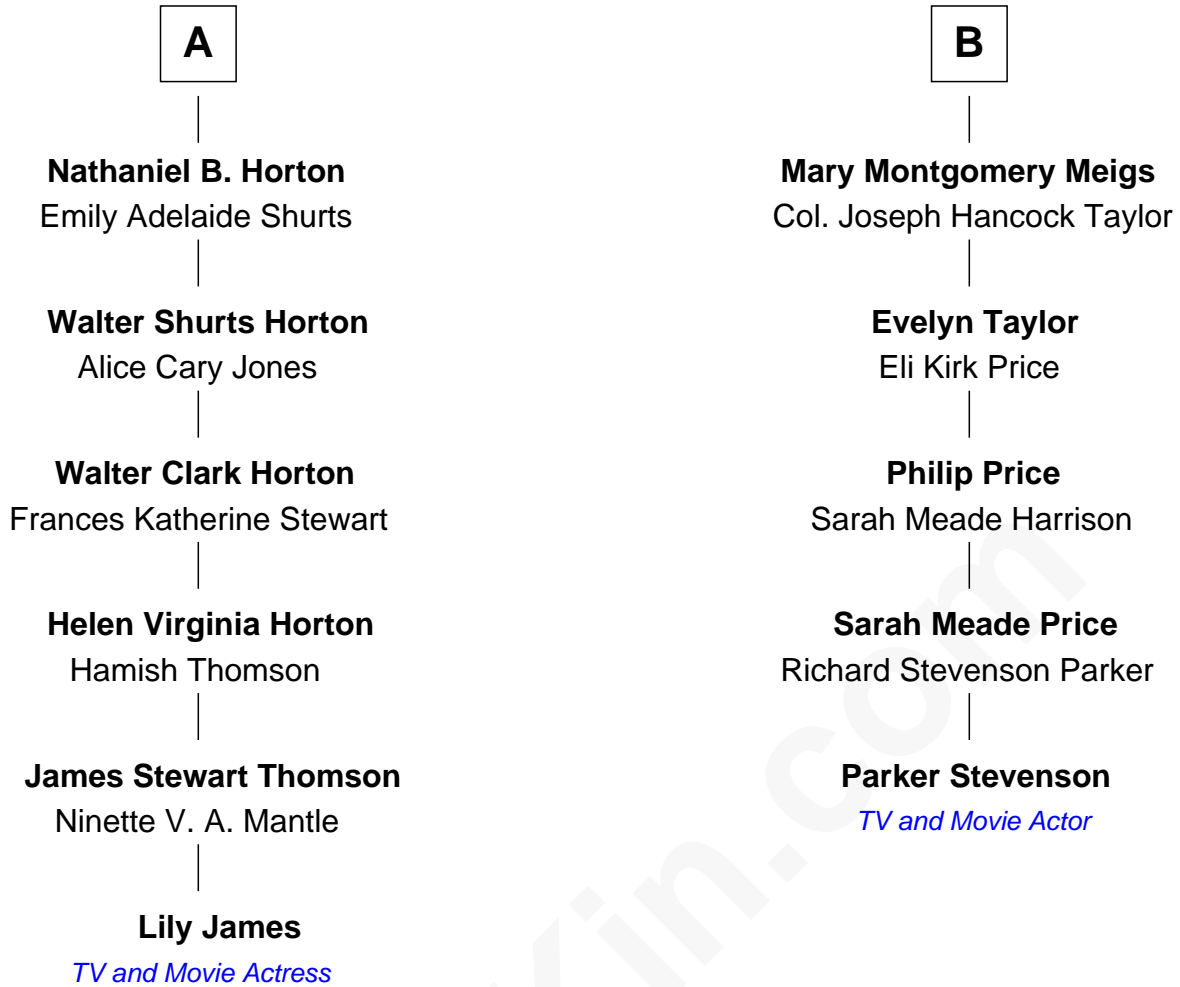 A
Nathaniel B. Horton
Emily Adelaide Shurts
Walter Shurts Horton
Alice Cary Jones
Walter Clark Horton
Frances Katherine Stewart
Helen Virginia Horton
Hamish Thomson
James Stewart Thomson
Ninette V. A. Mantle
Lily James
TV and Movie Actress
B
Mary Montgomery Meigs
Col. Joseph Hancock Taylor
Evelyn Taylor
Eli Kirk Price
Philip Price
Sarah Meade Harrison
Sarah Meade Price
Richard Stevenson Parker
Parker Stevenson
TV and Movie Actor
Kin.com